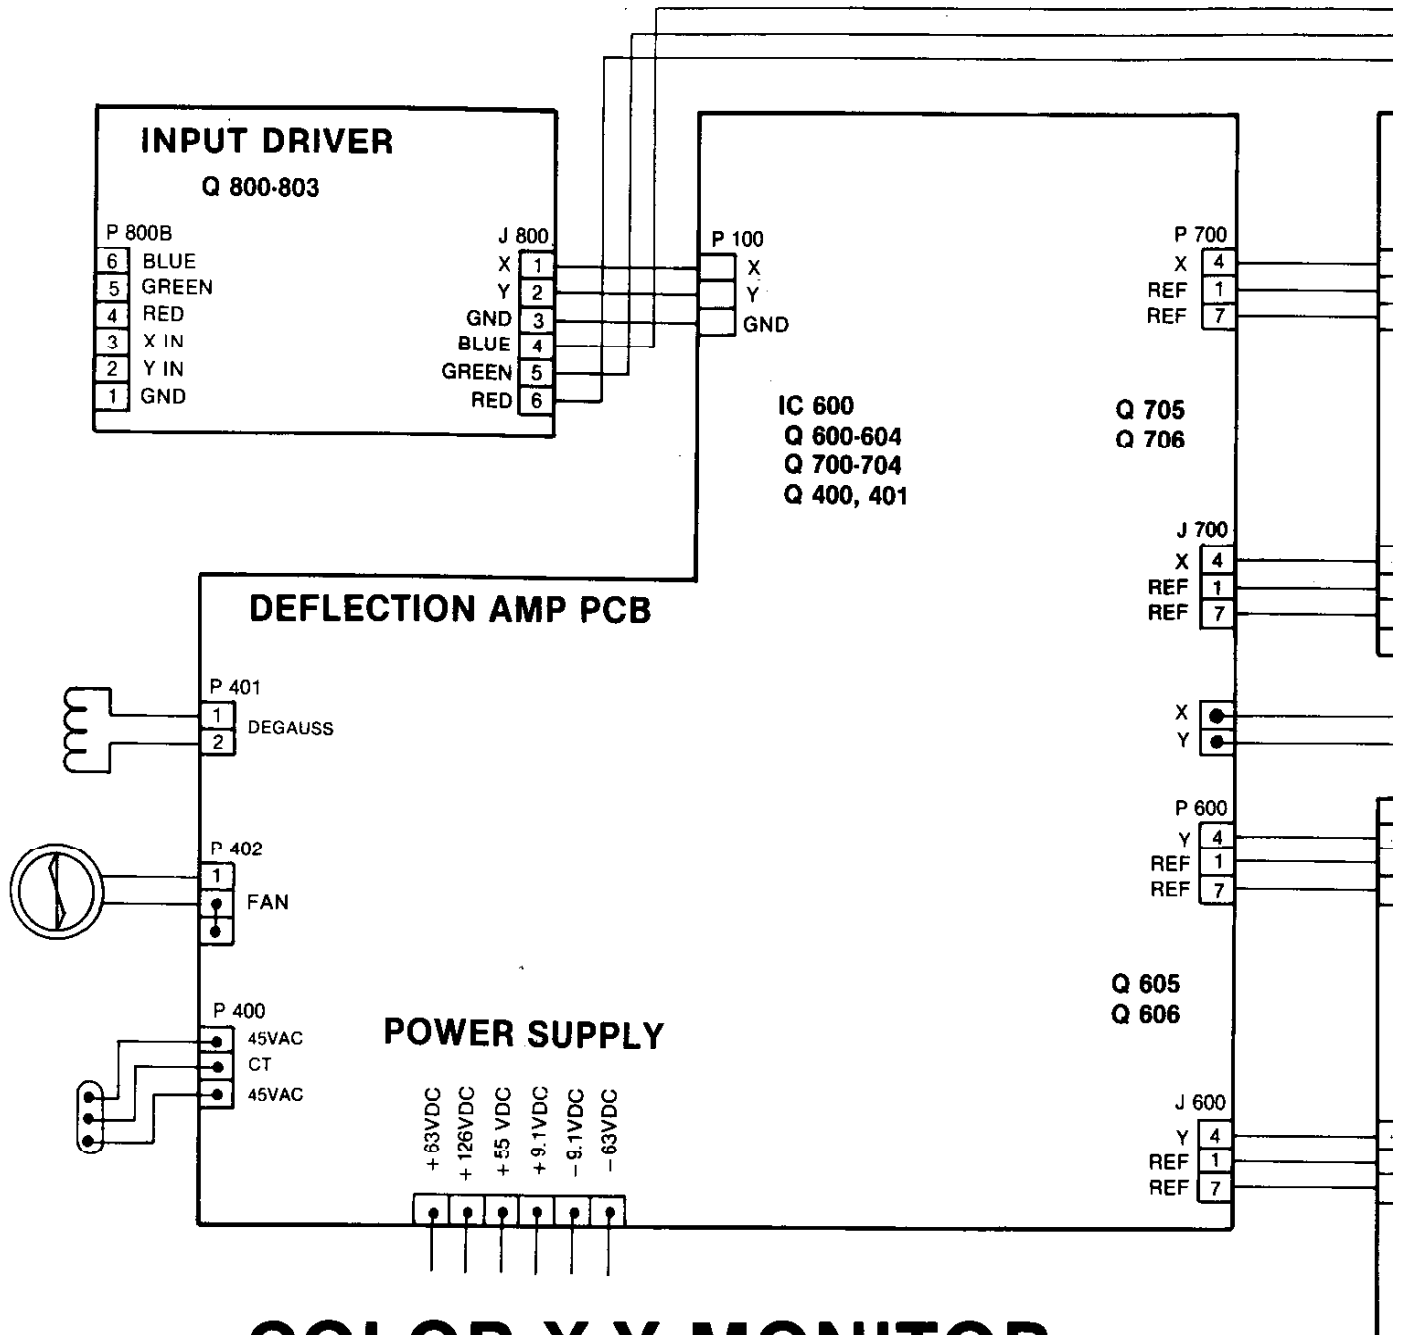 INPUT DRIVER
Q 800-803
P 800B
6 BLUE
5 GREEN
4 RED
3 X IN
2 Y IN
1 GND
J 800
X 1
Y 2
GND 3
BLUE 4
GREEN 5
RED 6
P 100
X
Y
GND
P 700
X 4
REF 1
REF 7
IC 600
Q 600-604
Q 700-704
Q 400, 401
Q 705
Q 706
J 700
X 4
REF 1
REF 7
DEFLECTION AMP PCB
P 401
1
2
DEGAUSS
X
Y
P 402
1
FAN
P 600
Y 4
REF 1
REF 7
Q 605
Q 606
P 400
45VAC
CT
45VAC
POWER SUPPLY
+63VDC
+126VDC
+55 VDC
+9.1VDC
-9.1VDC
-63VDC
J 600
Y 4
REF 1
REF 7
COLOR X-Y MONITOR